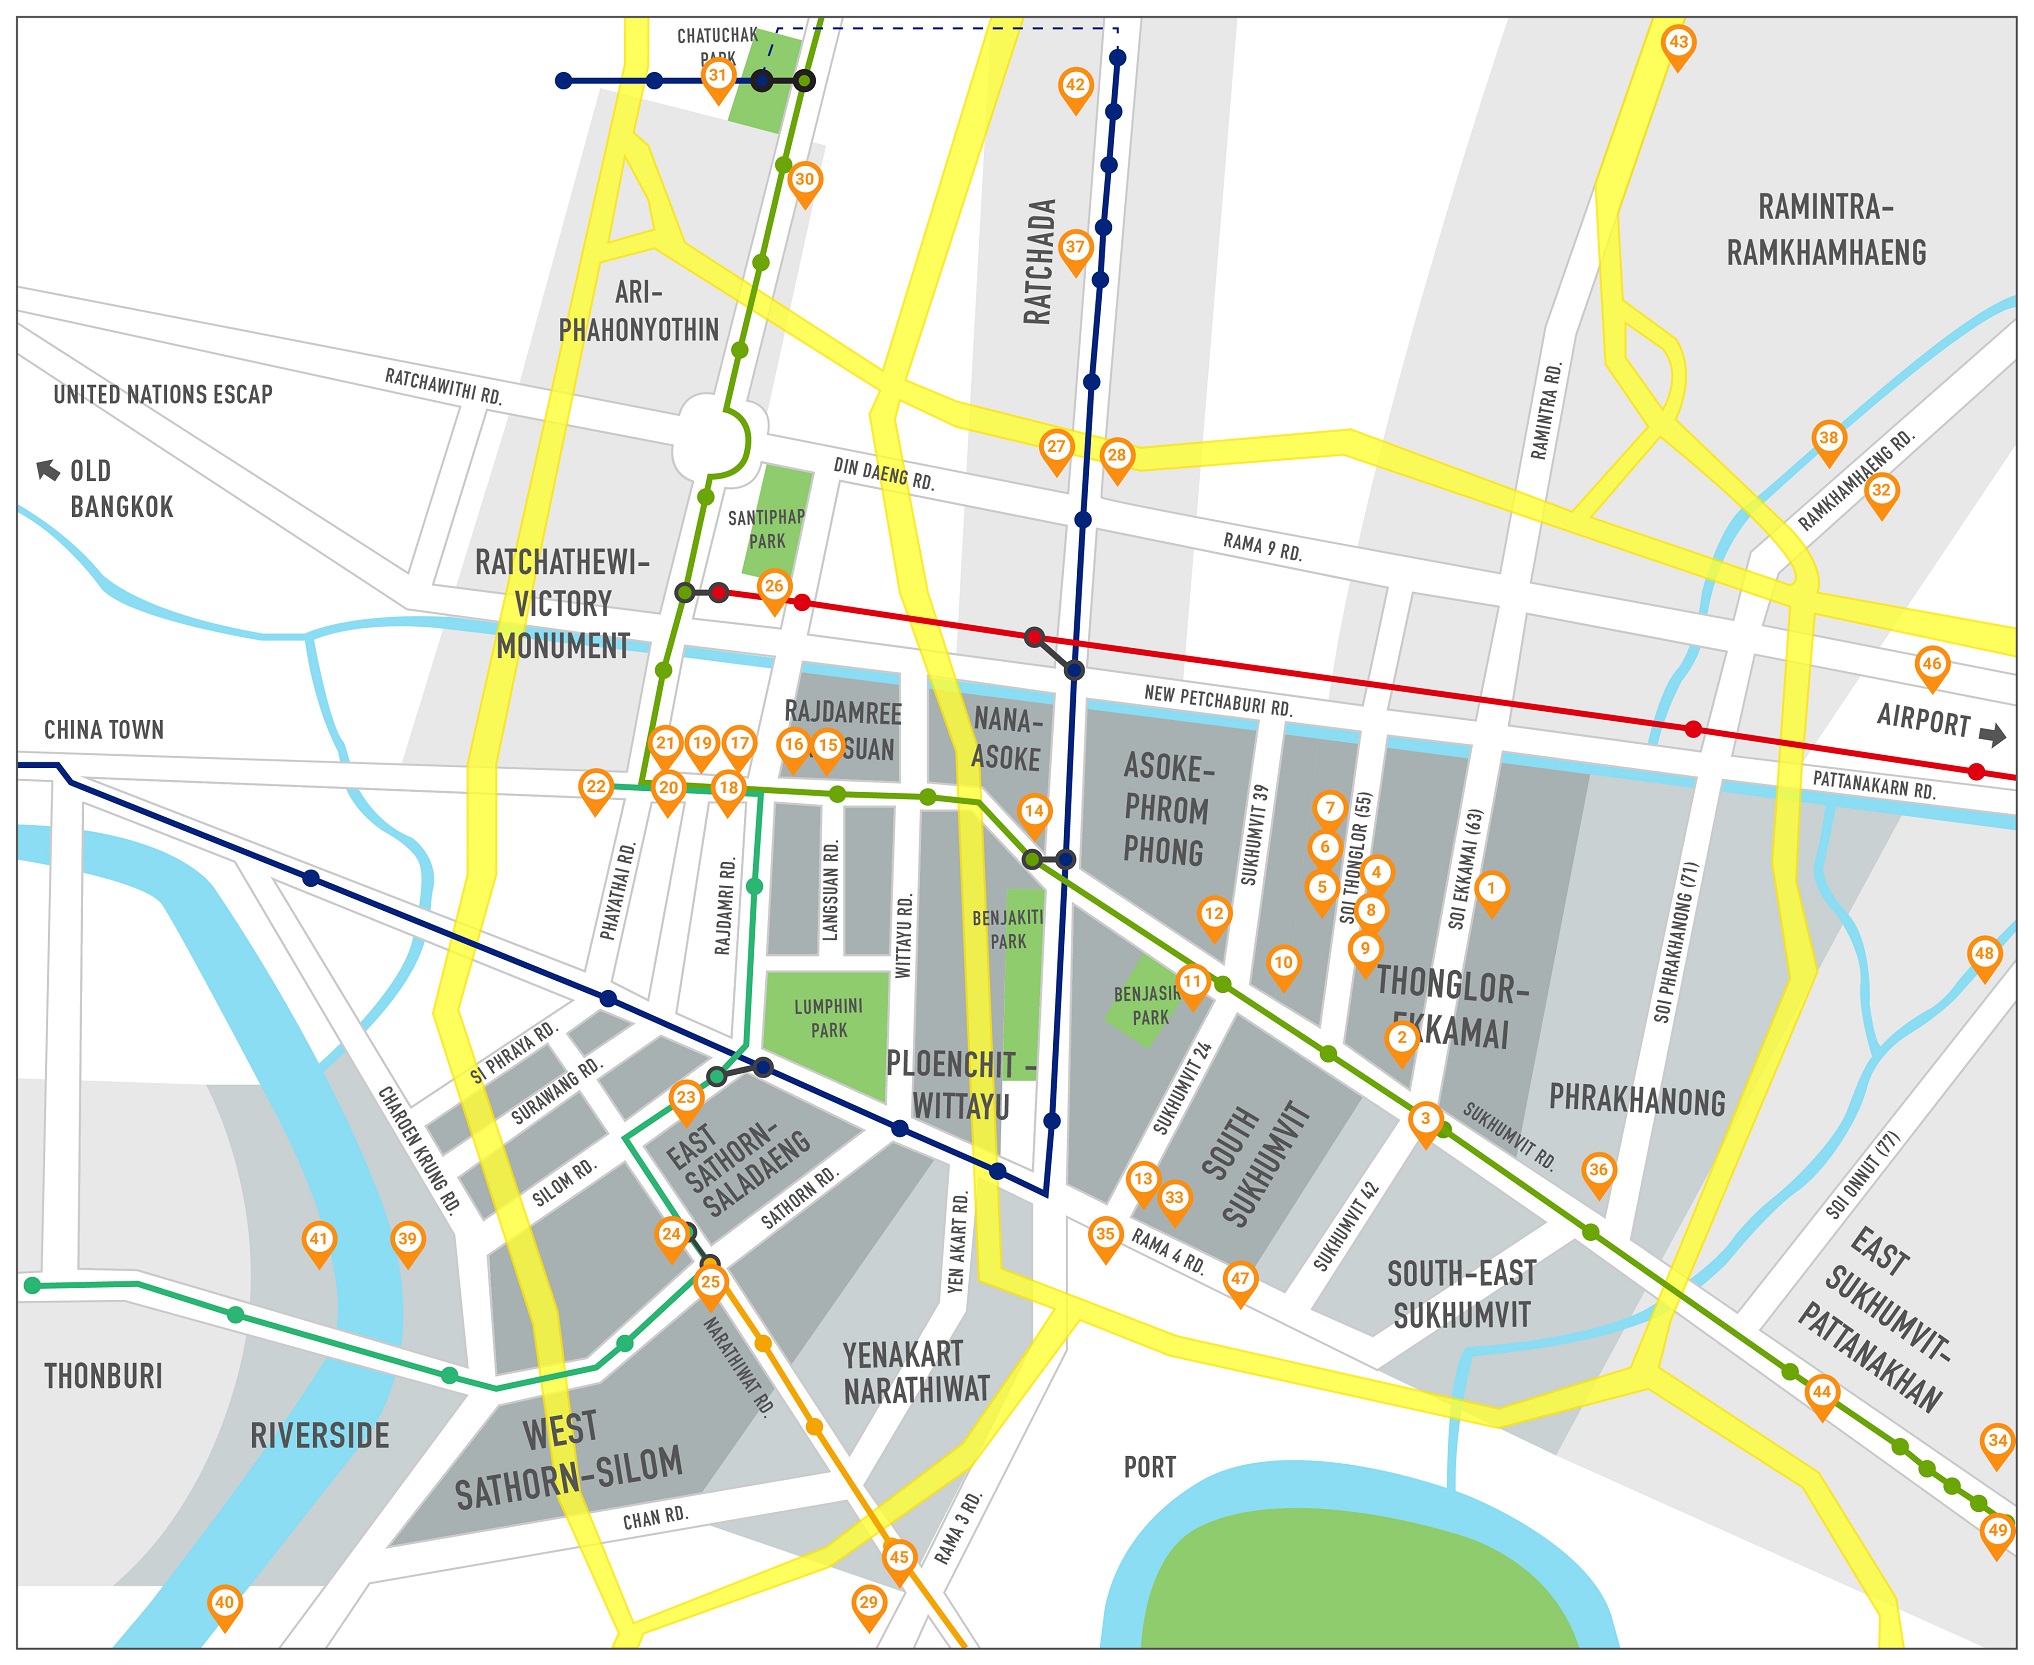 CHATUCHAK
PARK
31
30
42
43
37
RATCHADA
RAMINTRA-
RAMKHAMHAENG
ARI-
PHAHONYOTHIN
RATCHAWITHI RD.
UNITED NATIONS ESCAP
OLD
BANGKOK
27
28
DIN DAENG RD.
RAMINTRA RD.
38
RAMKHAMHAENG RD.
32
SANTIPHAP
PARK
RAMA 9 RD.
RATCHATHEWI-
VICTORY
MONUMENT
26
46
AIRPORT
NEW PETCHABURI RD.
PATTANAKARN RD.
CHINA TOWN
RAJDAMREE
SUAN
NANA-
ASOKE
21
19
17
16
15
22
20
18
14
ASOKE-
PHROM
PHONG
SUKHUMVIT 39
7
6
5
SOI THONGLOR (55)
4
8
9
SOI EKKAMAI (63)
1
SOI PHRAKHANONG (71)
PHAYATHAI RD.
RAJDAMRI RD.
LANGSUAN RD.
WITTAYU RD.
BENJAKITI
PARK
12
10
11
BENJASIRI
PARK
THONGLOR-
EKKAMAI
48
LUMPHINI
PARK
2
SI PHRAYA RD.
SURAWANG RD.
PLOENCHIT -
WITTAYU
SUKHUMVIT 24
PHRAKHANONG
3
SUKHUMVIT RD.
CHAROEN KRUNG RD.
23
EAST
SATHORN-
SALADAENG
SOUTH
SUKHUMVIT
36
SOI ONNUT (77)
SILOM RD.
SATHORN RD.
13
33
SUKHUMVIT 42
41
39
24
YEN AKART RD.
35
RAMA 4 RD.
47
25
SOUTH-EAST
SUKHUMVIT
EAST
SUKHUMVIT-
PATTANAKHAN
NARATHIWAT RD.
YENAKART
NARATHIWAT
THONBURI
RIVERSIDE
44
34
WEST
SATHORN-SILOM
PORT
CHAN RD.
RAMA 3 RD.
49
45
40
29